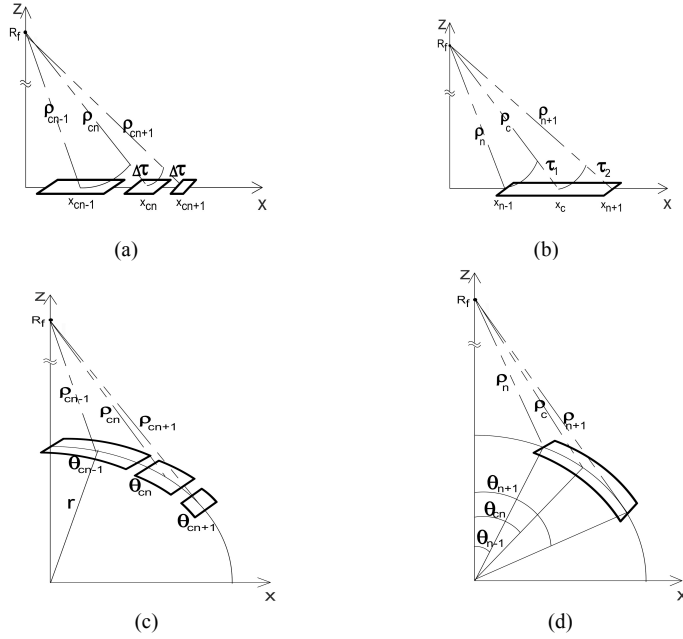 Z
R_f
ρ_cn-1
ρ_cn
ρ_cn+1
Δτ
Δτ
x_cn-1
x_cn
x_cn+1
X
(a)
Z
R_f
ρ_n
ρ_c
ρ_n+1
τ_1
τ_2
x_n-1
x_c
x_n+1
X
(b)
Z
R_f
ρ_cn-1
ρ_cn
ρ_cn+1
θ_cn-1
θ_cn
θ_cn+1
r
X
(c)
Z
R_f
ρ_n
ρ_c
ρ_n+1
θ_n+1
θ_cn
θ_n-1
X
(d)